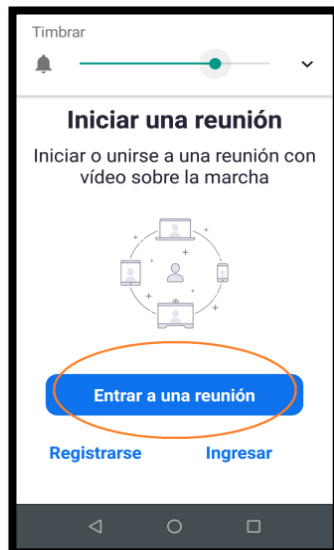 Timbrar
Iniciar una reunión
Iniciar o unirse a una reunión con
vídeo sobre la marcha
Entrar a una reunión
Registrarse Ingresar